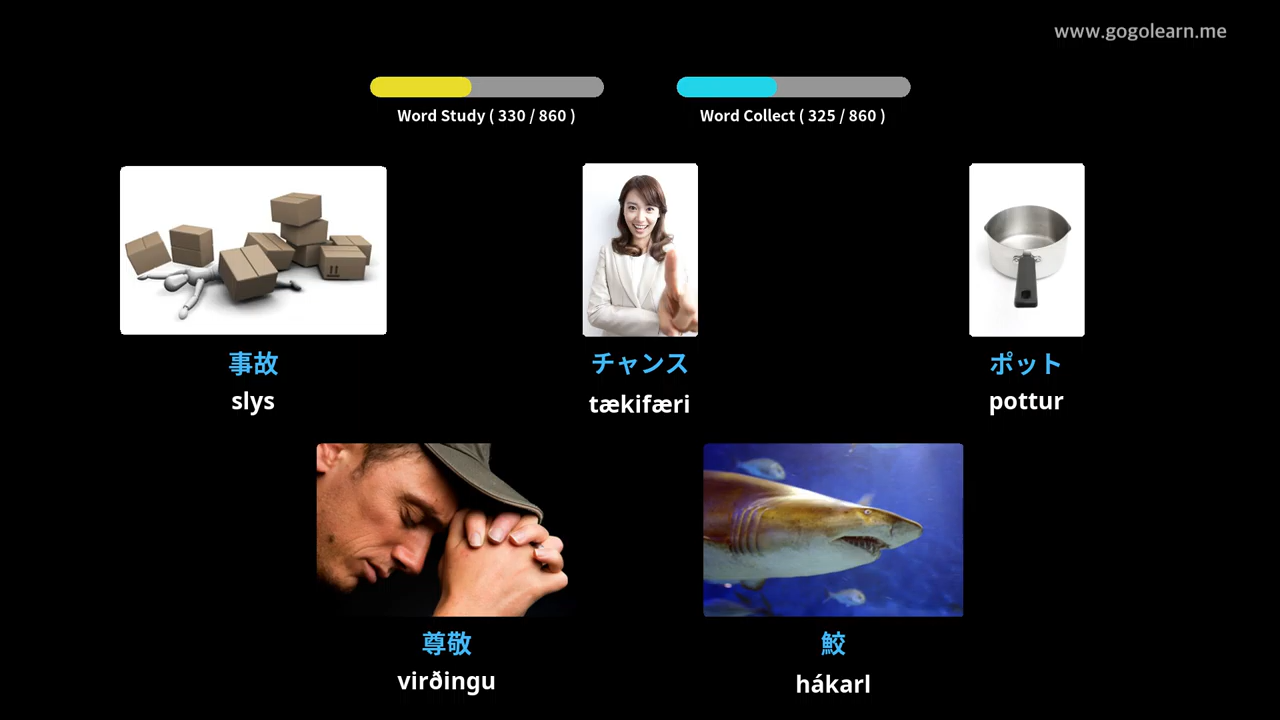 www.gogolearn.me
Word Study ( 330 / 860 )
Word Collect ( 325 / 860 )
事故
slys
チャンス
tækifæri
ポット
pottur
尊敬
virðingu
鮫
hákarl